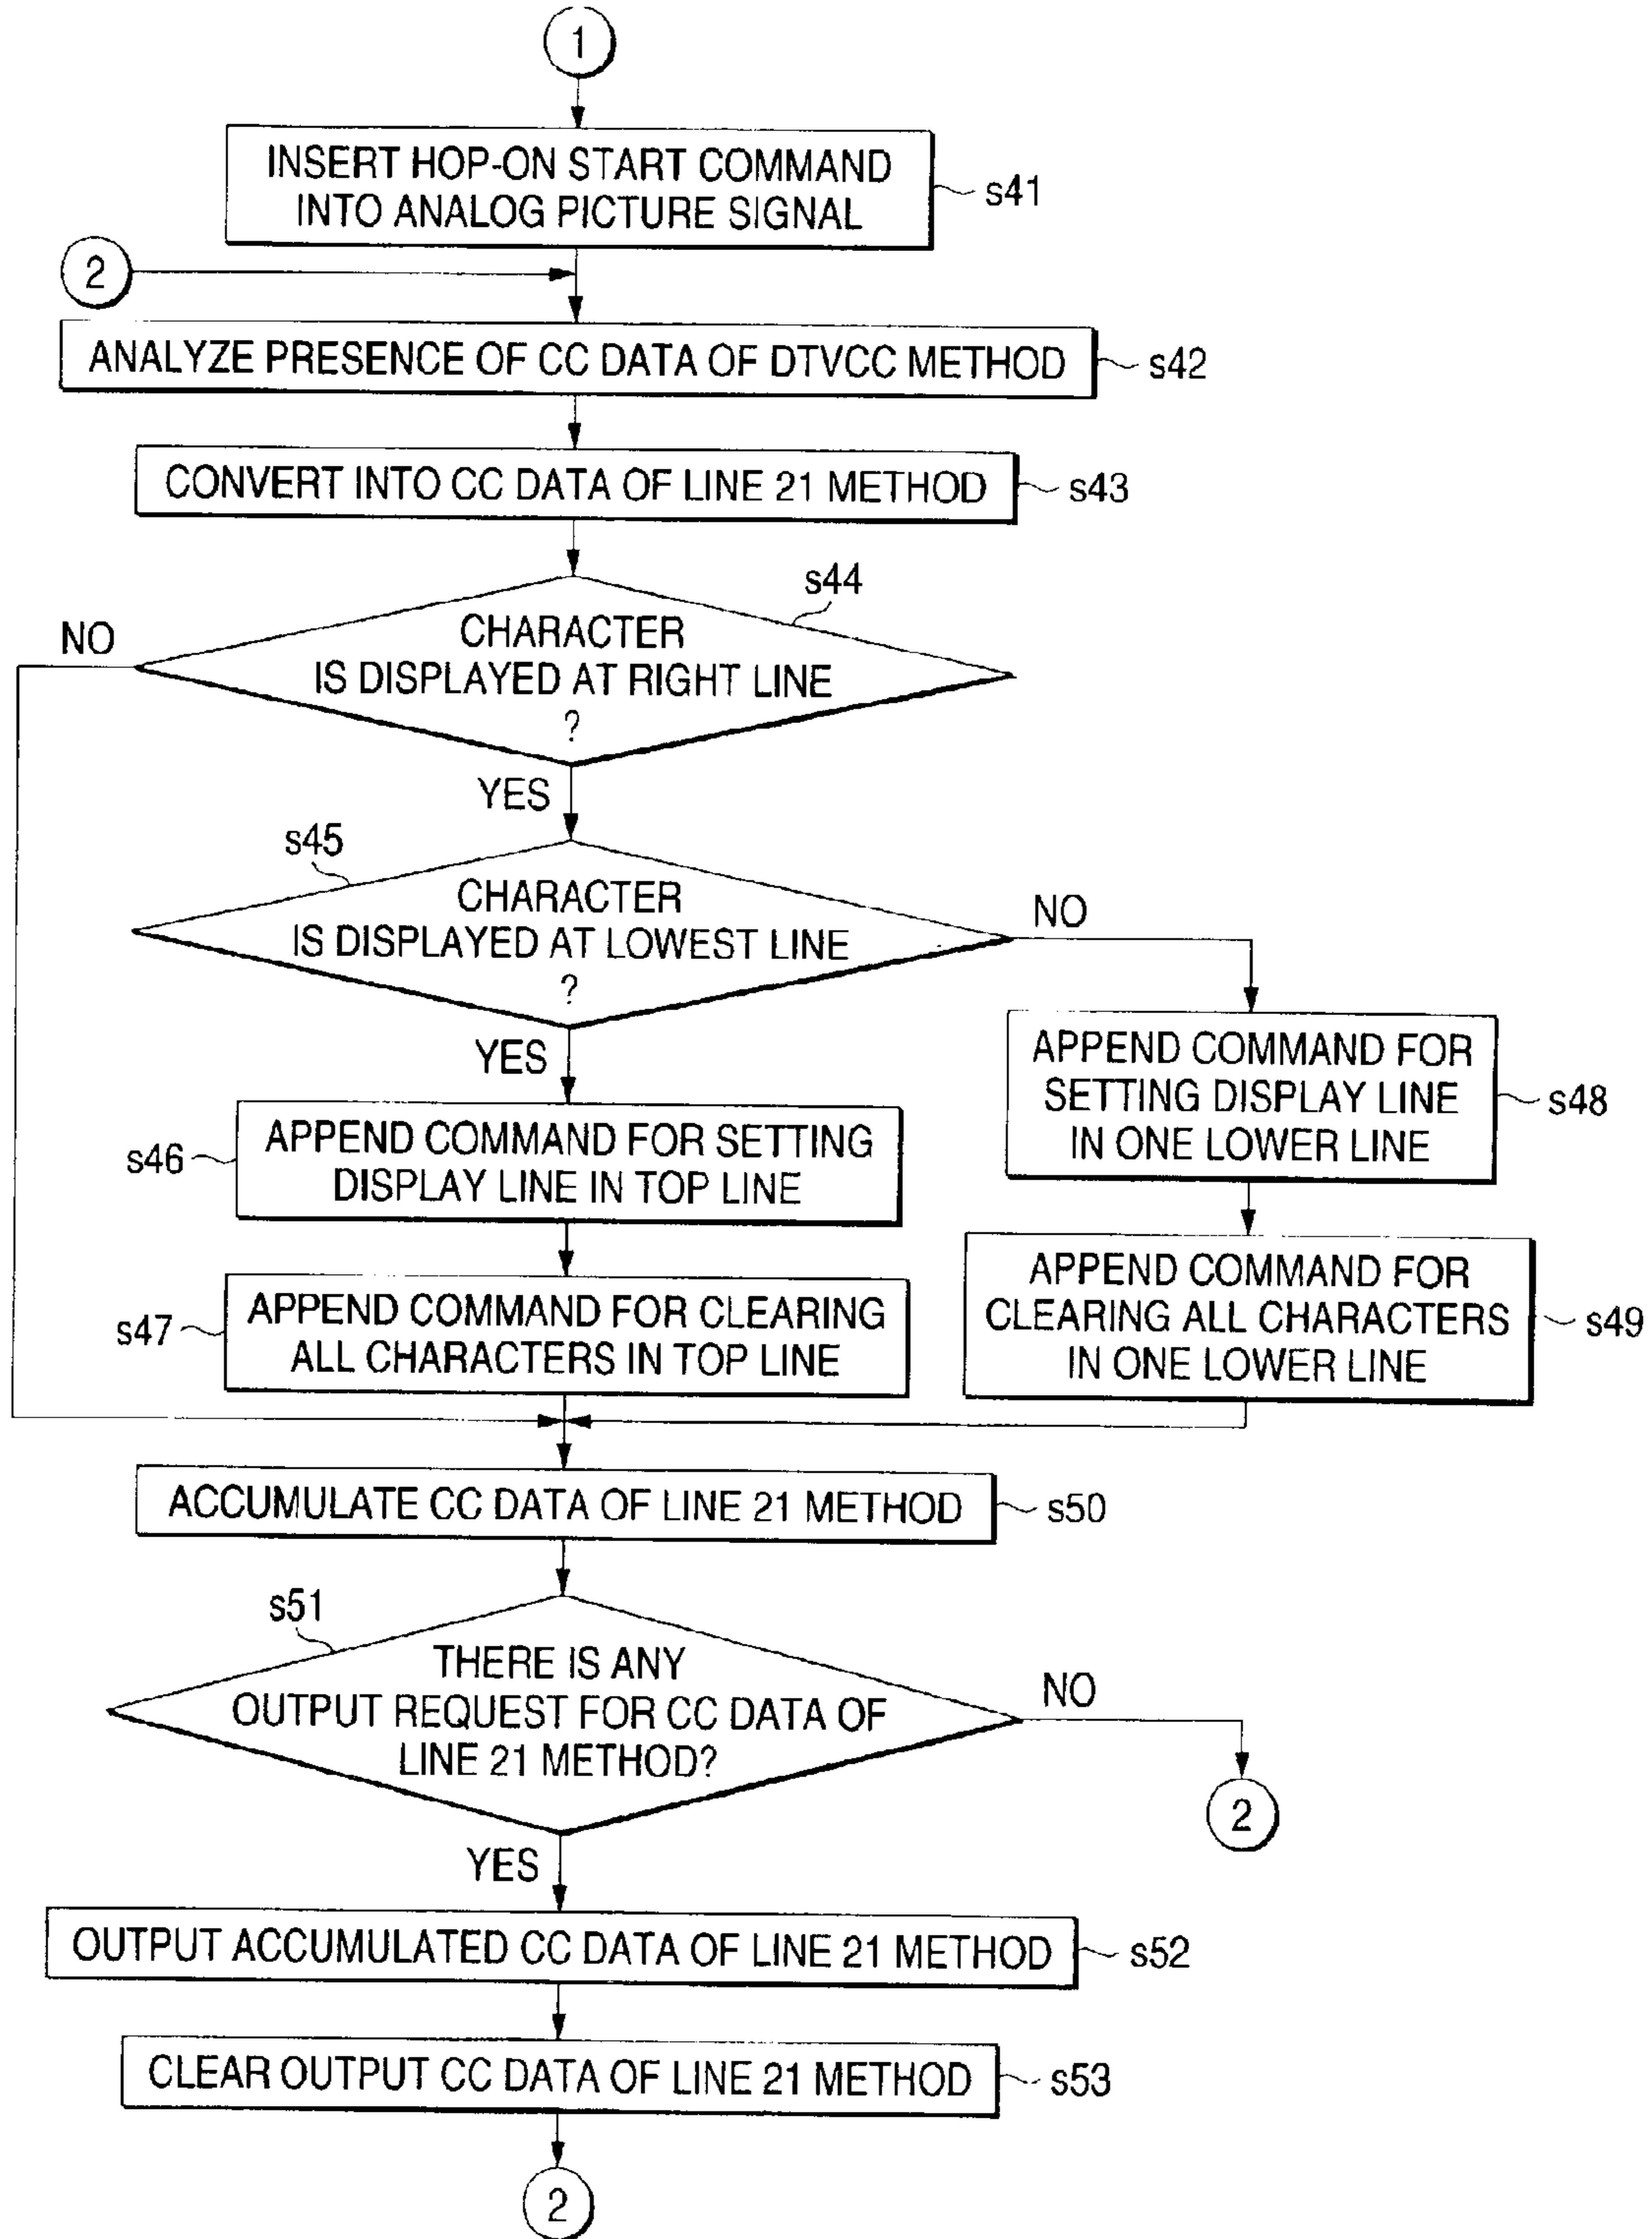 1
INSERT HOP-ON START COMMAND
INTO ANALOG PICTURE SIGNAL
s41
2
ANALYZE PRESENCE OF CC DATA OF DTVCC METHOD
s42
CONVERT INTO CC DATA OF LINE 21 METHOD
s43
s44
NO
CHARACTER
IS DISPLAYED AT RIGHT LINE
?
YES
s45
CHARACTER
IS DISPLAYED AT LOWEST LINE
?
NO
YES
APPEND COMMAND FOR
SETTING DISPLAY LINE
IN ONE LOWER LINE
s48
s46
APPEND COMMAND FOR SETTING
DISPLAY LINE IN TOP LINE
APPEND COMMAND FOR
CLEARING ALL CHARACTERS
IN ONE LOWER LINE
s49
s47
APPEND COMMAND FOR CLEARING
ALL CHARACTERS IN TOP LINE
ACCUMULATE CC DATA OF LINE 21 METHOD
s50
s51
THERE IS ANY
OUTPUT REQUEST FOR CC DATA OF
LINE 21 METHOD?
NO
2
YES
OUTPUT ACCUMULATED CC DATA OF LINE 21 METHOD
s52
CLEAR OUTPUT CC DATA OF LINE 21 METHOD
s53
2